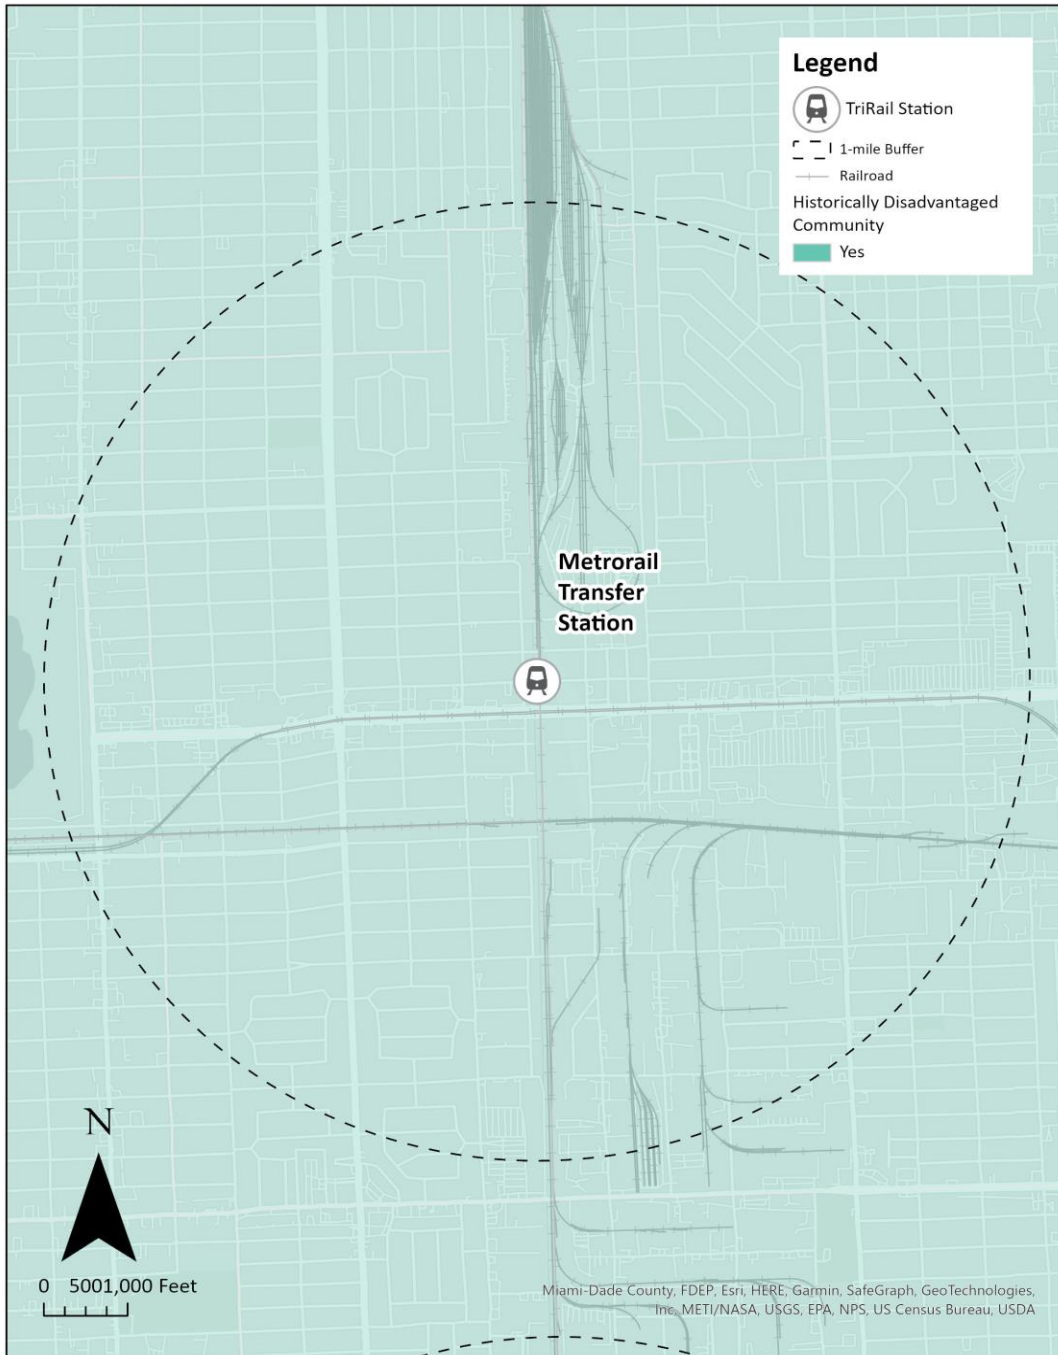 Legend
TriRail Station
1-mile Buffer
Railroad
Historically Disadvantaged
Community
Yes
Metrorail
Transfer
Station
N
0 5001,000 Feet
Miami-Dade County, FDEP, Esri, HERE, Garmin, SafeGraph, GeoTechnologies,
Inc, METI/NASA, USGS, EPA, NPS, US Census Bureau, USDA